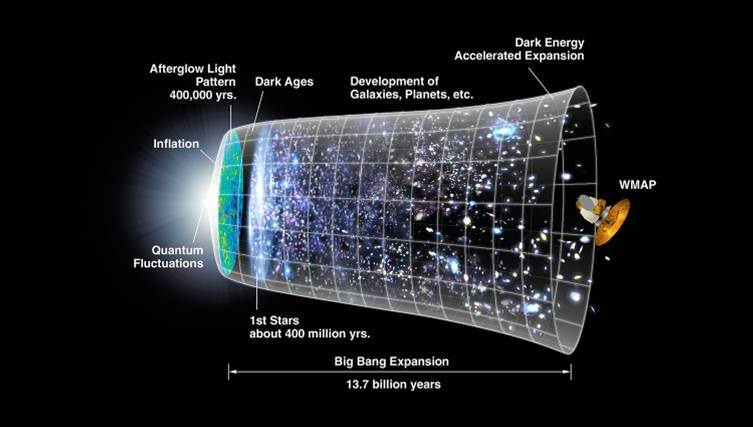 Dark Energy
Accelerated Expansion
Afterglow Light
Pattern
400,000 yrs.
Dark Ages
Development of
Galaxies, Planets, etc.
Inflation
WMAP
Quantum
Fluctuations
1st Stars
about 400 million yrs.
Big Bang Expansion
13.7 billion years